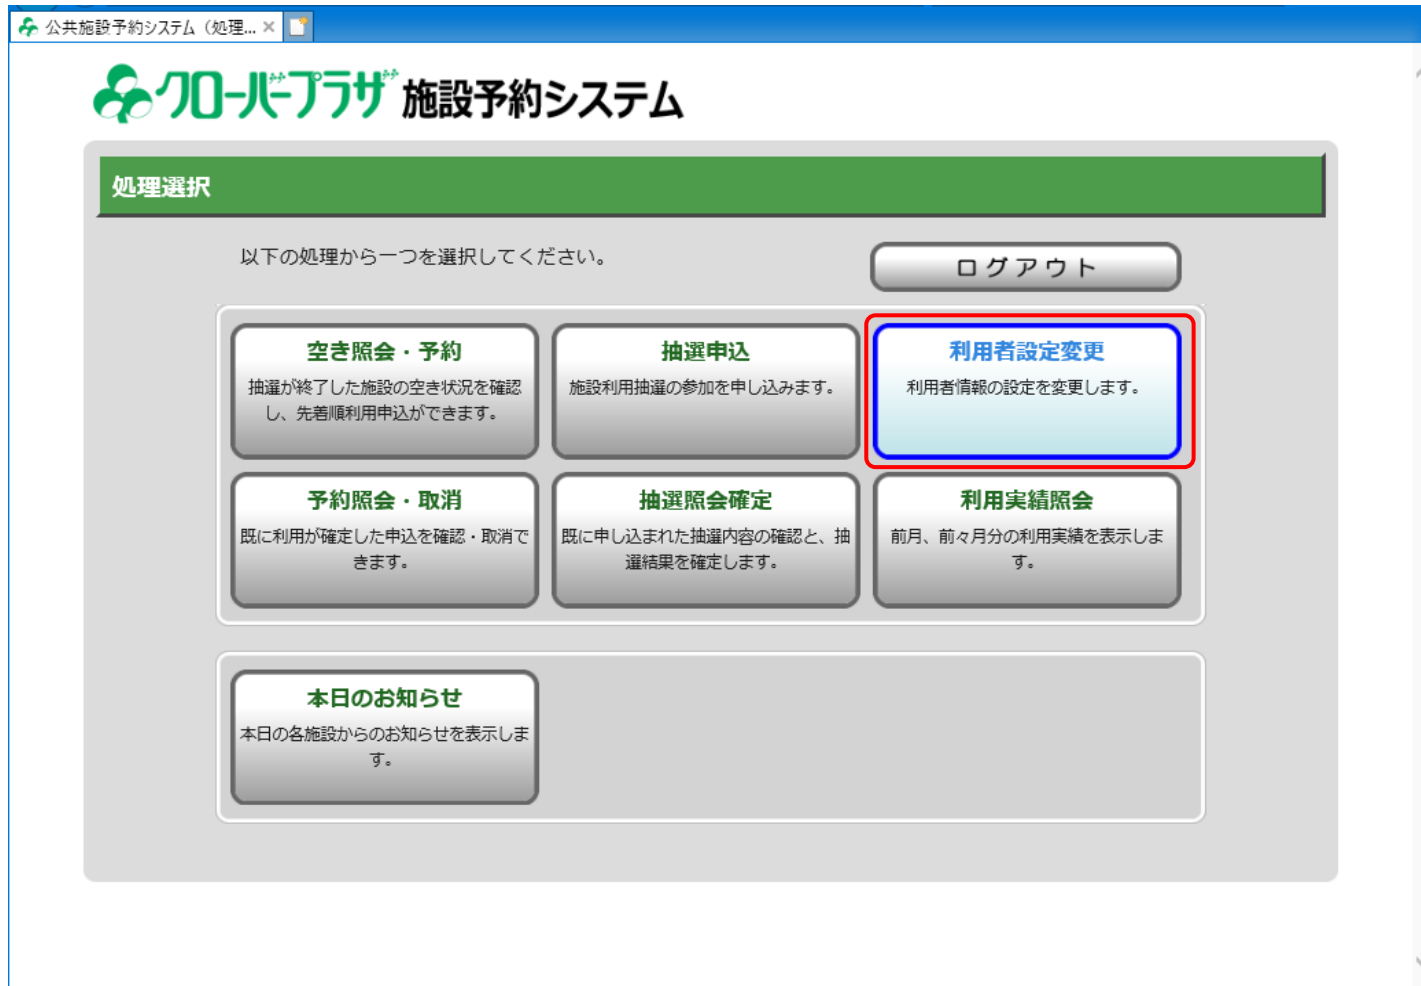 公共施設予約システム（処理...
クローバープラザ 施設予約システム
処理選択
以下の処理から一つを選択してください。
ログアウト
空き照会・予約
抽選が終了した施設の空き状況を確認
し、先着順利用申込ができます。
抽選申込
施設利用抽選の参加を申し込みます。
利用者設定変更
利用者情報の設定を変更します。
予約照会・取消
既に利用が確定した申込を確認・取消で
きます。
抽選照会確定
既に申し込まれた抽選内容の確認と、抽
選結果を確定します。
利用実績照会
前月、前々月分の利用実績を表示しま
す。
本日のお知らせ
本日の各施設からのお知らせを表示しま
す。